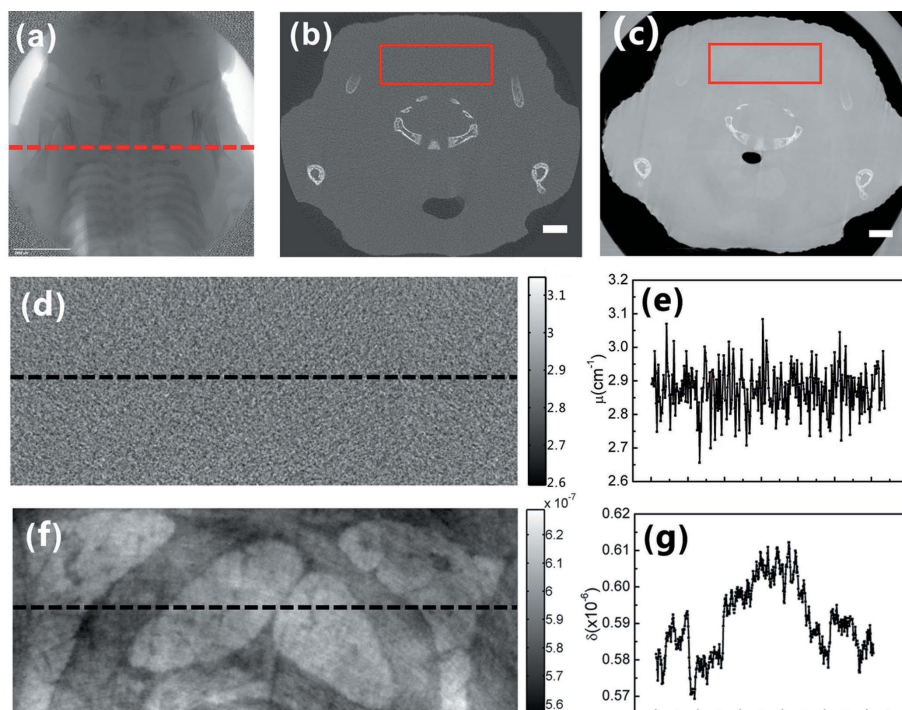 (a)
(b)
(c)
(d)
3.1
3
2.9
2.8
2.7
2.6
(e)
3.2
3.1
3.0
2.9
2.8
2.7
2.6
μ(cm⁻¹)
(f)
x 10⁻⁷
6.2
6.1
6
5.9
5.8
5.7
5.6
(g)
0.62
0.61
0.60
0.59
0.58
0.57
δ(x10⁻⁶)